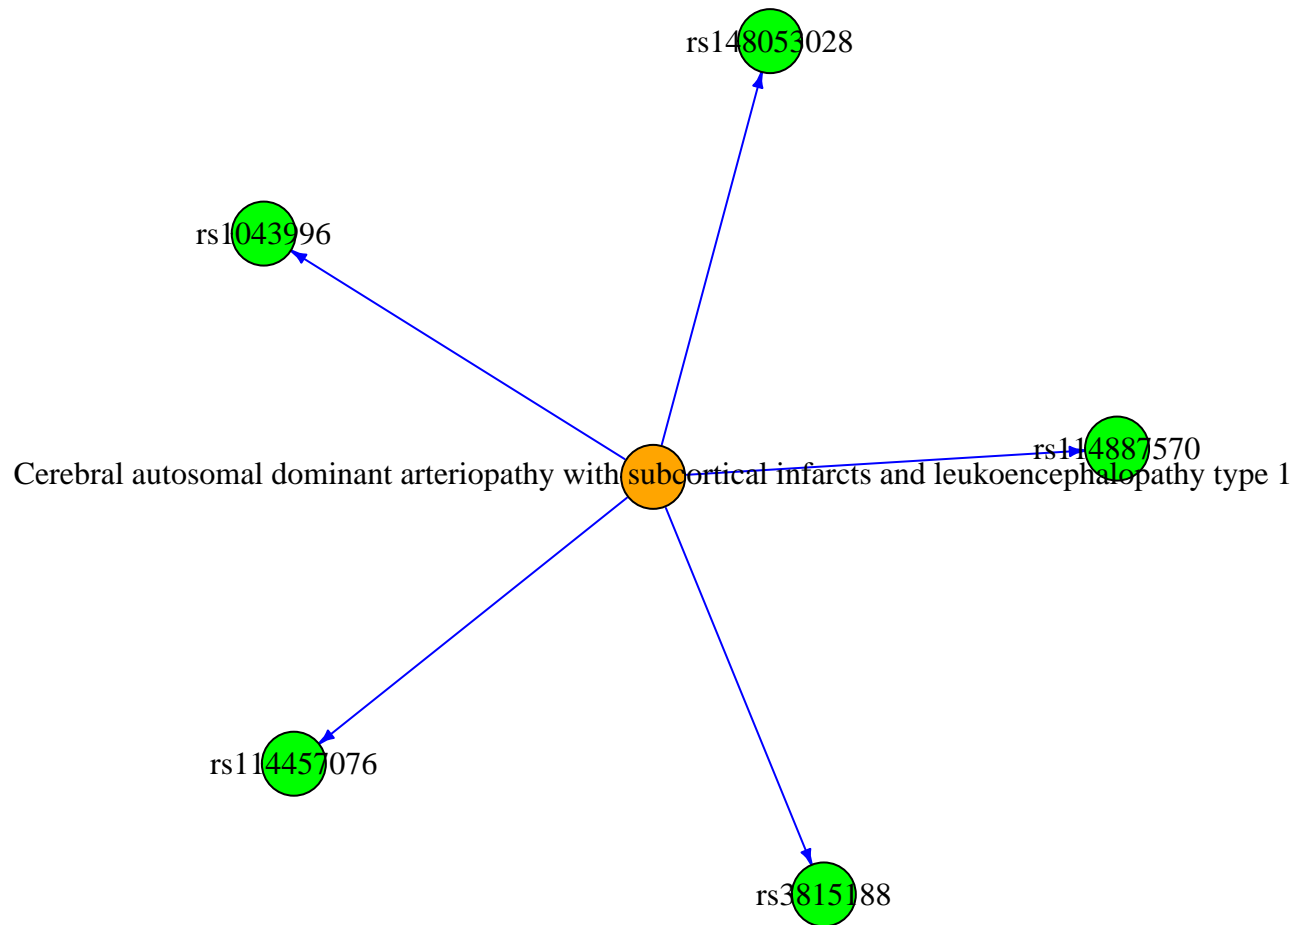 rs148053028
rs1043996
rs114887570
Cerebral autosomal dominant arteriopathy with subcortical infarcts and leukoencephalopathy type 1
rs114457076
rs3815188